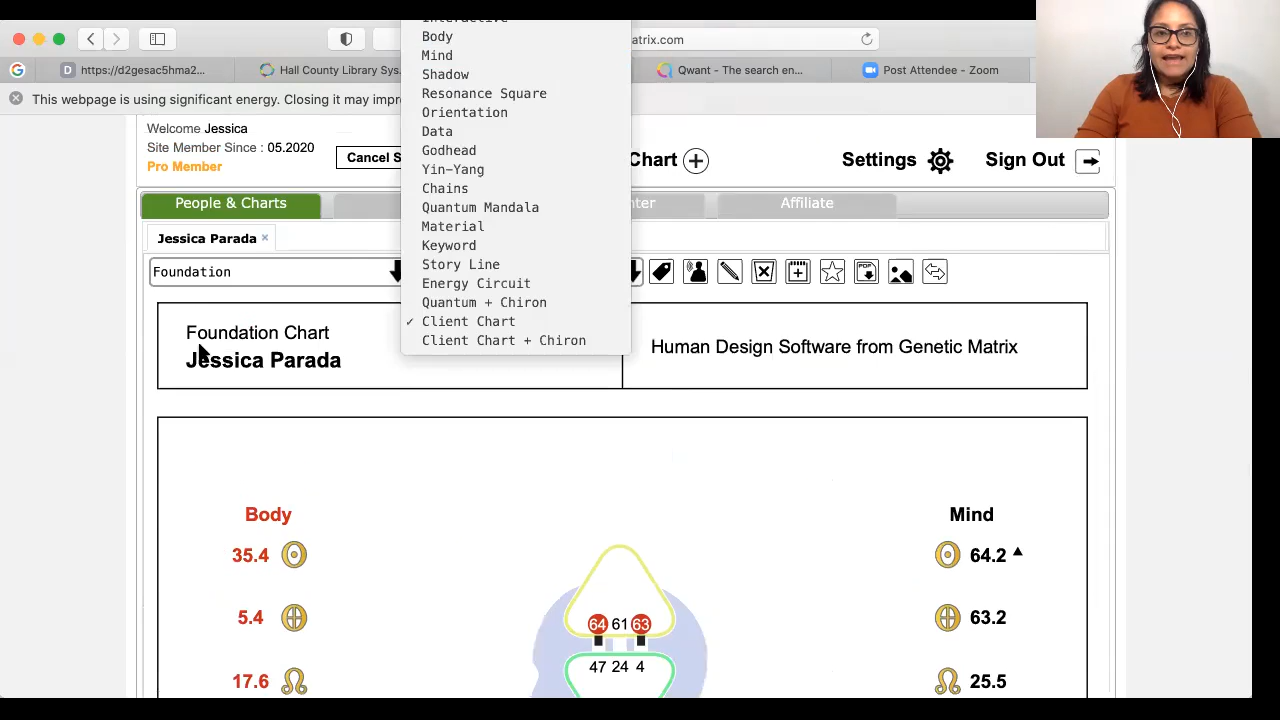 Interactive
Body
Mind
Shadow
Resonance Square
Orientation
Data
Godhead
Yin-Yang
Chains
Quantum Mandala
Material
Keyword
Story Line
Energy Circuit
Quantum + Chiron
✓ Client Chart
Client Chart + Chiron
atrix.com
G
D https://d2gesac5hma2...
Hall County Library Sys.
Qwant - The search en...
Post Attendee - Zoom
This webpage is using significant energy. Closing it may impr
Welcome Jessica
Site Member Since : 05.2020
Pro Member
Cancel S
Chart
Settings
Sign Out
People & Charts
nter
Affiliate
Jessica Parada ×
Foundation
PDF
Foundation Chart
Jessica Parada
Human Design Software from Genetic Matrix
Body
Mind
35.4
64.2
5.4
63.2
64 61 63
47 24 4
17.6
25.5